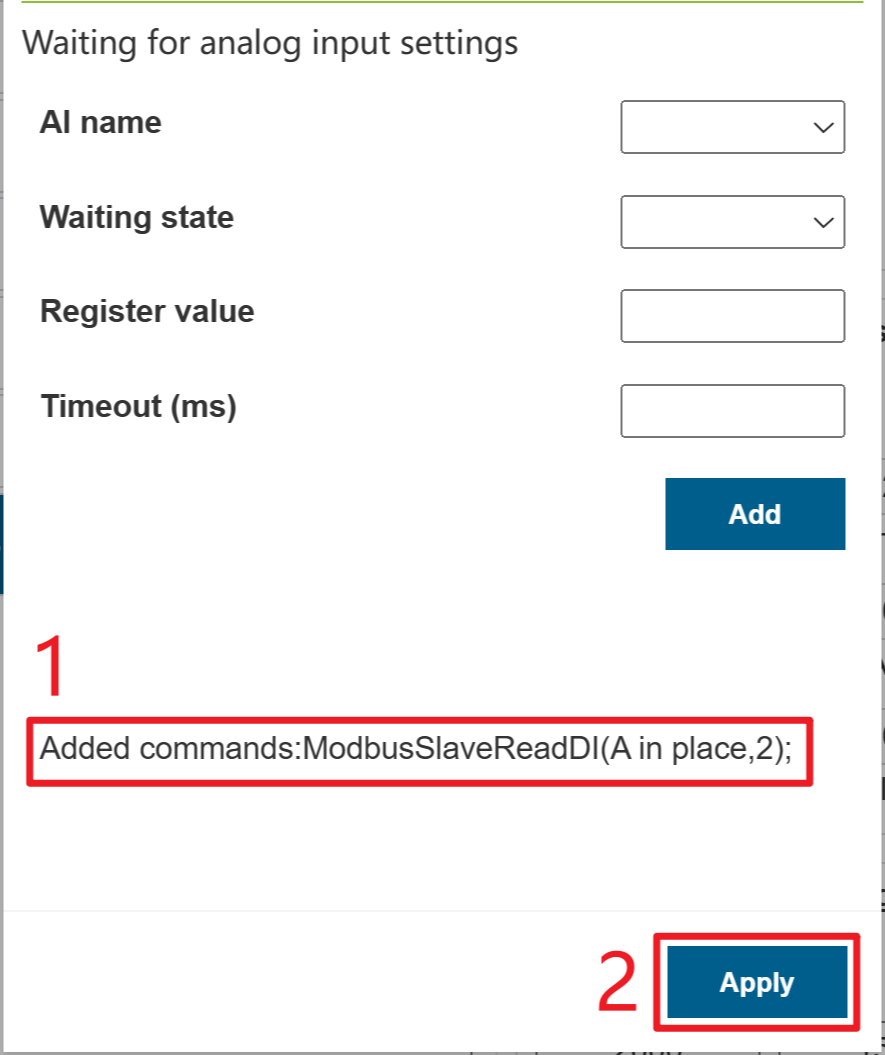 Waiting for analog input settings
AI name
Waiting state
Register value
Timeout (ms)
Add
1
Added commands:ModbusSlaveReadDI(A in place,2);
2
Apply